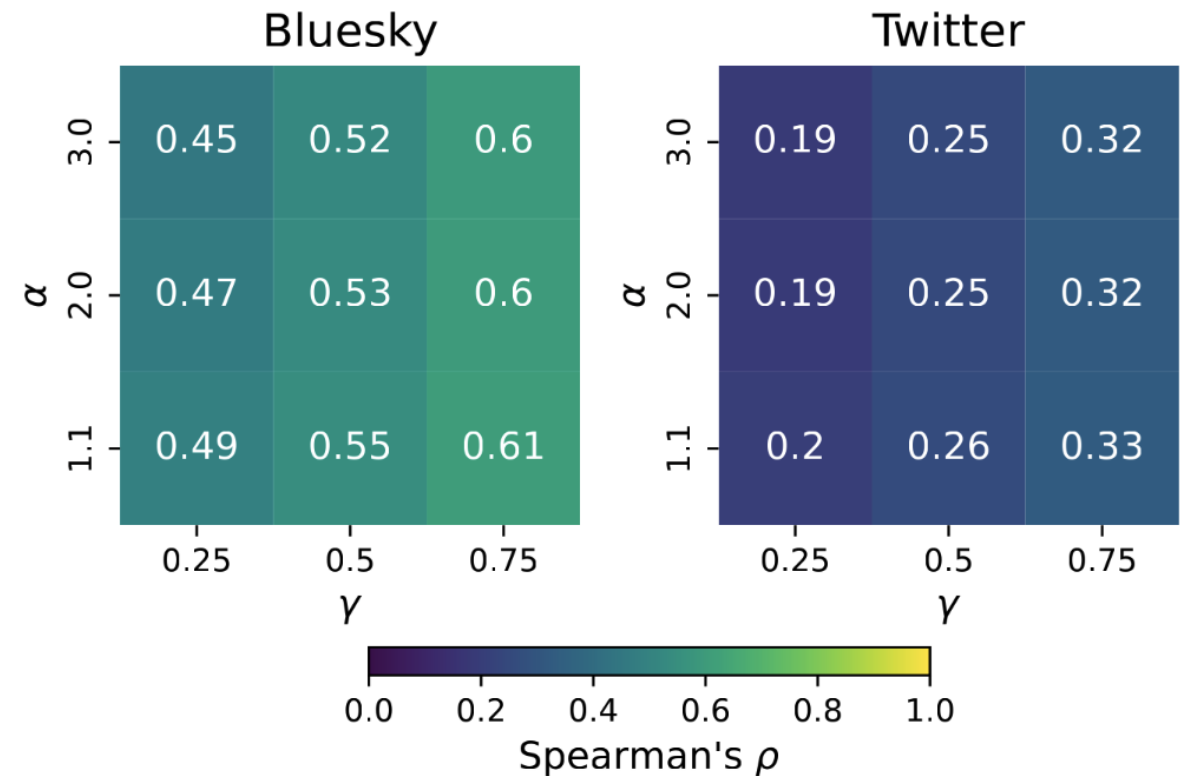 Bluesky Twitter
3.0 0.45 0.52 0.6 3.0 0.19 0.25 0.32
α 2.0 0.47 0.53 0.6 α 2.0 0.19 0.25 0.32
1.1 0.49 0.55 0.61 1.1 0.2 0.26 0.33
0.25 0.5 0.75 0.25 0.5 0.75
γ γ
0.0 0.2 0.4 0.6 0.8 1.0
Spearman's ρ